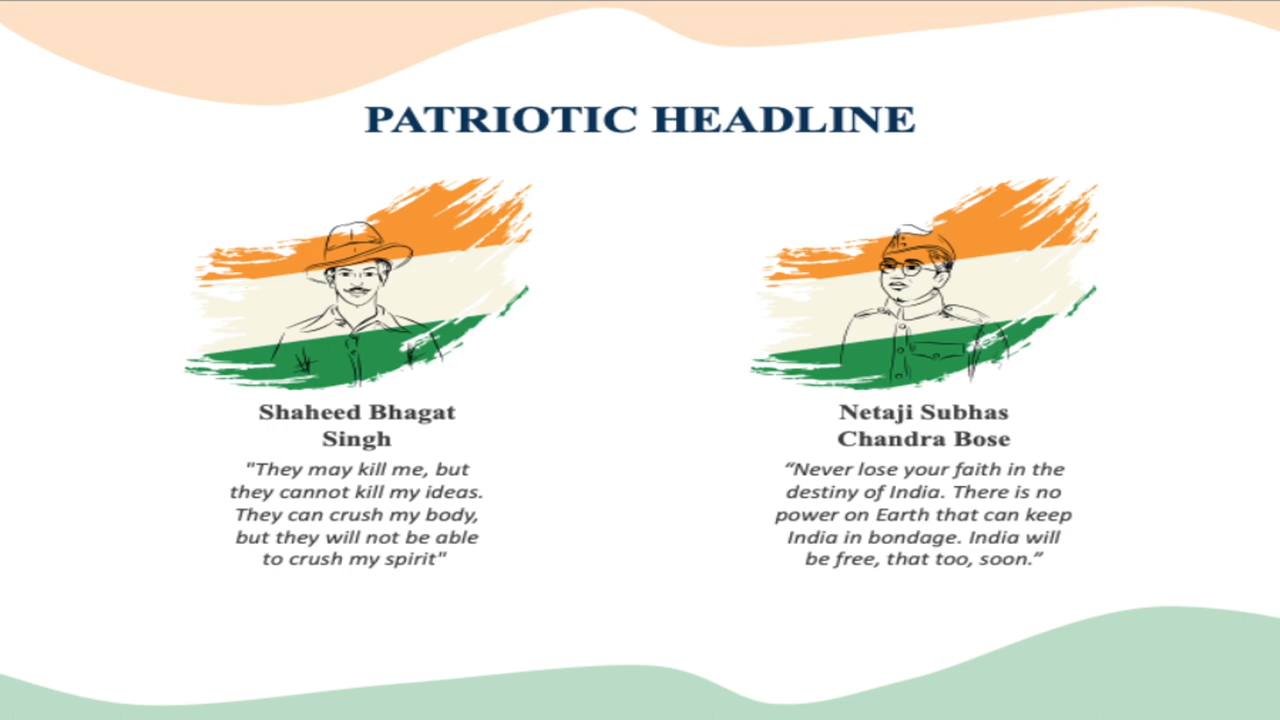 PATRIOTIC HEADLINE
Shaheed Bhagat
Singh
"They may kill me, but
they cannot kill my ideas.
They can crush my body,
but they will not be able
to crush my spirit"
Netaji Subhas
Chandra Bose
“Never lose your faith in the
destiny of India. There is no
power on Earth that can keep
India in bondage. India will
be free, that too, soon.”